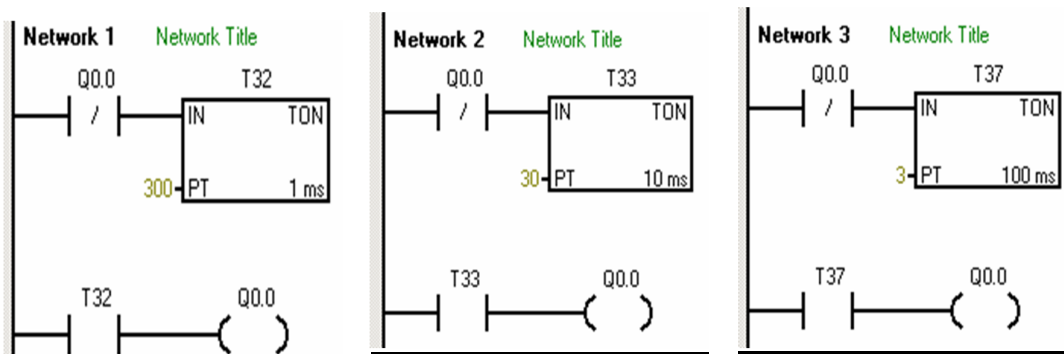 Network 1 Network Title
Q0.0 T32
/ IN TON
300 PT 1 ms
T32 Q0.0
Network 2 Network Title
Q0.0 T33
/ IN TON
30 PT 10 ms
T33 Q0.0
Network 3 Network Title
Q0.0 T37
/ IN TON
3 PT 100 ms
T37 Q0.0